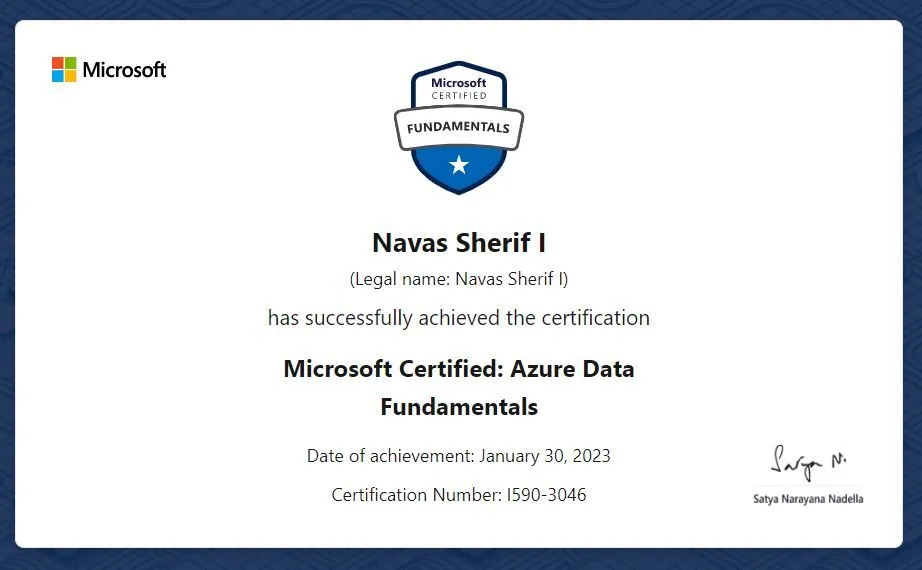 Microsoft
Microsoft
CERTIFIED
FUNDAMENTALS
Navas Sherif I
(Legal name: Navas Sherif I)
has successfully achieved the certification
Microsoft Certified: Azure Data
Fundamentals
Date of achievement: January 30, 2023
Certification Number: I590-3046
Satya N.
Satya Narayana Nadella